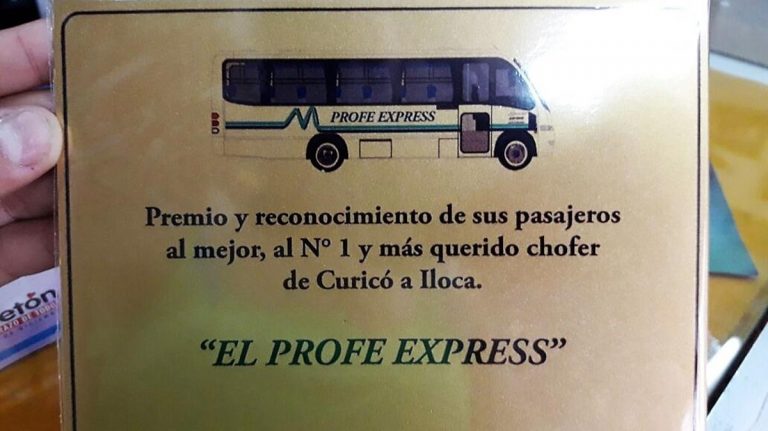 PROFE EXPRESS
Premio y reconocimiento de sus pasajeros
al mejor, al N° 1 y más querido chofer
de Curicó a Iloca.
“EL PROFE EXPRESS”
etón